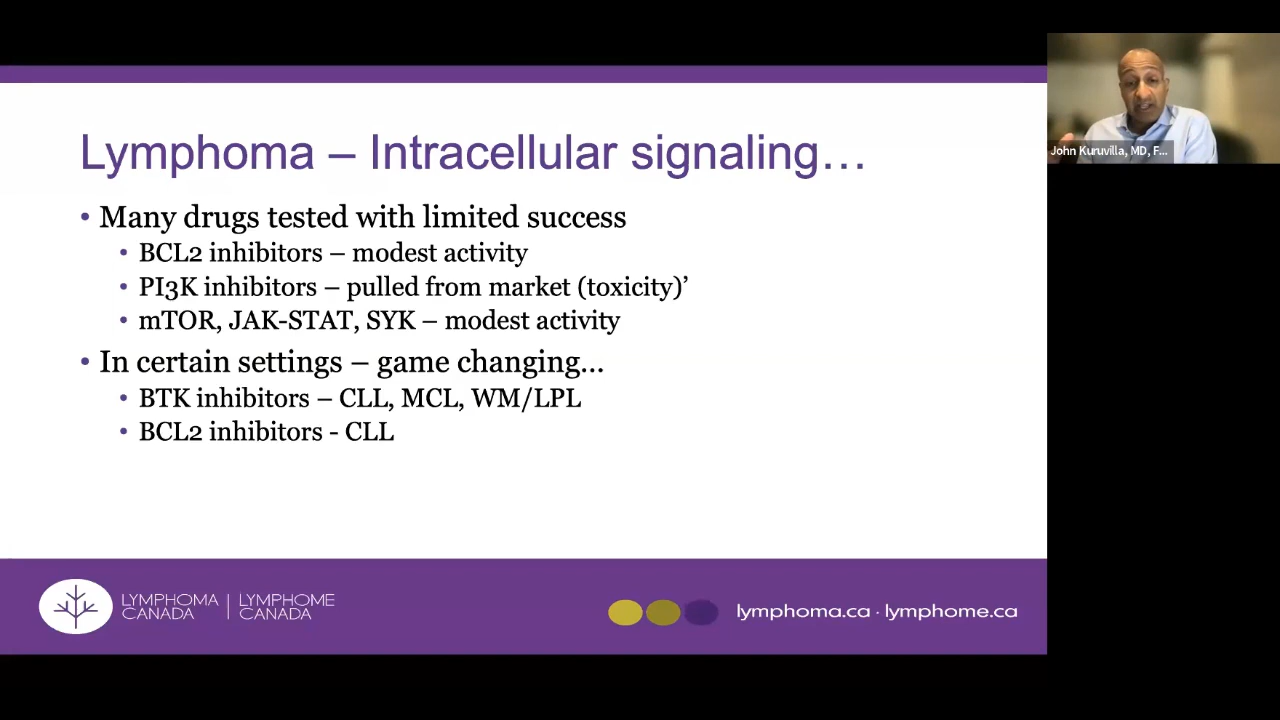 Lymphoma – Intracellular signaling…
• Many drugs tested with limited success
• BCL2 inhibitors – modest activity
• PI3K inhibitors – pulled from market (toxicity)’
• mTOR, JAK-STAT, SYK – modest activity
• In certain settings – game changing…
• BTK inhibitors – CLL, MCL, WM/LPL
• BCL2 inhibitors - CLL
John Kuruvilla, MD, F...
LYMPHOMA | LYMPHOME
CANADA | CANADA
lymphoma.ca · lymphome.ca